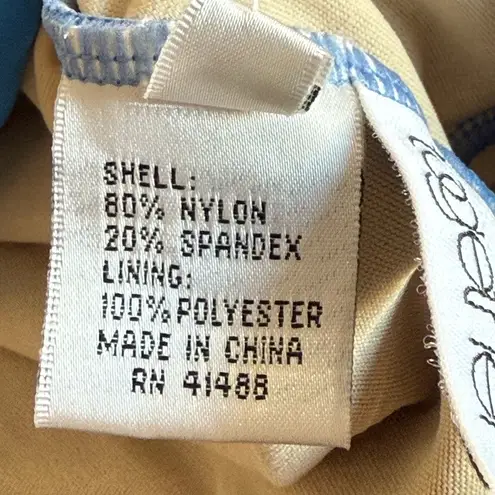 SHELL:
80% NYLON
20% SPANDEX
LINING:
100% POLYESTER
MADE IN CHINA
RN 41488